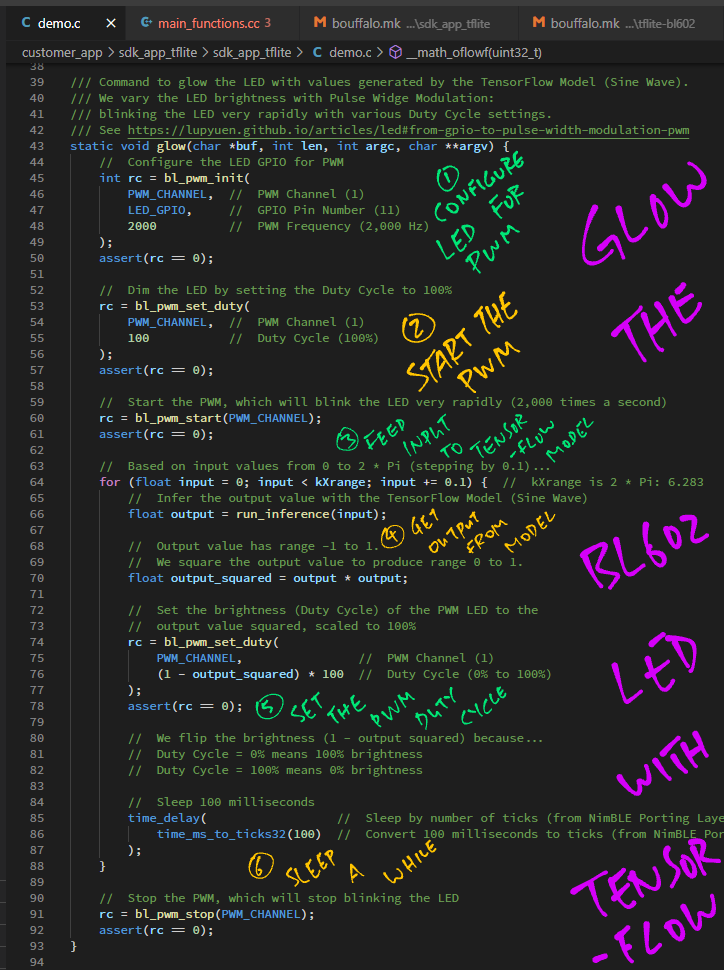 demo.c ×
main_functions.cc 3
bouffalo.mk ...\sdk_app_tflite
bouffalo.mk ...\tflite-bl602
customer_app > sdk_app_tflite > sdk_app_tflite > C demo.c > __math_oflowf(uint32_t)
38
39 /// Command to glow the LED with values generated by the TensorFlow Model (Sine Wave).
40 /// We vary the LED brightness with Pulse Widge Modulation:
41 /// blinking the LED very rapidly with various Duty Cycle settings.
42 /// See https://lupyuen.github.io/articles/led#from-gpio-to-pulse-width-modulation-pwm
43 static void glow(char *buf, int len, int argc, char **argv) {
44 //  Configure the LED GPIO for PWM
45 int rc = bl_pwm_init(
46 PWM_CHANNEL,  //  PWM Channel (1)
47 LED_GPIO,     //  GPIO Pin Number (11)
48 2000          //  PWM Frequency (2,000 Hz)
49 );
50 assert(rc == 0);
51
52 //  Dim the LED by setting the Duty Cycle to 100%
53 rc = bl_pwm_set_duty(
54 PWM_CHANNEL,  //  PWM Channel (1)
55 100           //  Duty Cycle (100%)
56 );
57 assert(rc == 0);
58
59 //  Start the PWM, which will blink the LED very rapidly (2,000 times a second)
60 rc = bl_pwm_start(PWM_CHANNEL);
61 assert(rc == 0);
62
63 //  Based on input values from 0 to 2 * Pi (stepping by 0.1)...
64 for (float input = 0; input < kXrange; input += 0.1) {  //  kXrange is 2 * Pi: 6.283
65 //  Infer the output value with the TensorFlow Model (Sine Wave)
66 float output = run_inference(input);
67
68 //  Output value has range -1 to 1.
69 //  We square the output value to produce range 0 to 1.
70 float output_squared = output * output;
71
72 //  Set the brightness (Duty Cycle) of the PWM LED to the
73 //  output value squared, scaled to 100%
74 rc = bl_pwm_set_duty(
75 PWM_CHANNEL,                //  PWM Channel (1)
76 (1 - output_squared) * 100  //  Duty Cycle (0% to 100%)
77 );
78 assert(rc == 0);
79
80 //  We flip the brightness (1 - output squared) because...
81 //  Duty Cycle = 0% means 100% brightness
82 //  Duty Cycle = 100% means 0% brightness
83
84 //  Sleep 100 milliseconds
85 time_delay(                  //  Sleep by number of ticks (from NimBLE Porting Laye
86 time_ms_to_ticks32(100)  //  Convert 100 milliseconds to ticks (from NimBLE Por
87 );
88 }
89
90 //  Stop the PWM, which will stop blinking the LED
91 rc = bl_pwm_stop(PWM_CHANNEL);
92 assert(rc == 0);
93 }
94
1 CONFIGURE
LED FOR
PWM
2 START THE
PWM
3 FEED INPUT TO TENSOR
-FLOW MODEL
4 GET OUTPUT FROM MODEL
5 SET THE PWM DUTY CYCLE
6 SLEEP A WHILE
GLOW
THE
BL602
LED
WITH
TENSOR
-FLOW